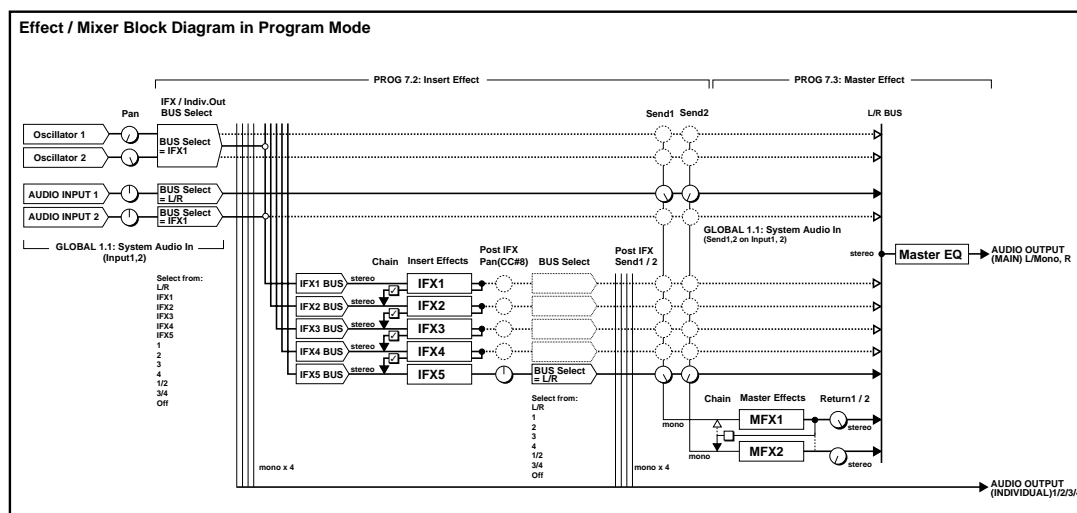 Effect / Mixer Block Diagram in Program Mode
PROG 7.2: Insert Effect
PROG 7.3: Master Effect
IFX / Indiv.Out
BUS Select
Pan
Send1
Send2
L/R BUS
Oscillator 1
Oscillator 2
BUS Select
= IFX1
AUDIO INPUT 1
BUS Select
= L/R
AUDIO INPUT 2
BUS Select
= IFX1
GLOBAL 1.1: System Audio In
(Input1,2)
GLOBAL 1.1: System Audio In
(Send1,2 on Input1, 2)
stereo
Master EQ
AUDIO OUTPUT
(MAIN) L/Mono, R
Chain
Insert Effects
Post IFX
Pan(CC#8)
BUS Select
Post IFX
Send1 / 2
Select from:
L/R
IFX1
IFX2
IFX3
IFX4
IFX5
1
2
3
4
1/2
3/4
Off
IFX1 BUS
stereo
IFX1
IFX2 BUS
stereo
IFX2
IFX3 BUS
stereo
IFX3
IFX4 BUS
stereo
IFX4
IFX5 BUS
stereo
IFX5
BUS Select
= L/R
Select from:
L/R
1
2
3
4
1/2
3/4
Off
Chain
Master Effects
Return1 / 2
mono
MFX1
stereo
mono
MFX2
stereo
mono x 4
mono x 4
AUDIO OUTPUT
(INDIVIDUAL)1/2/3/4